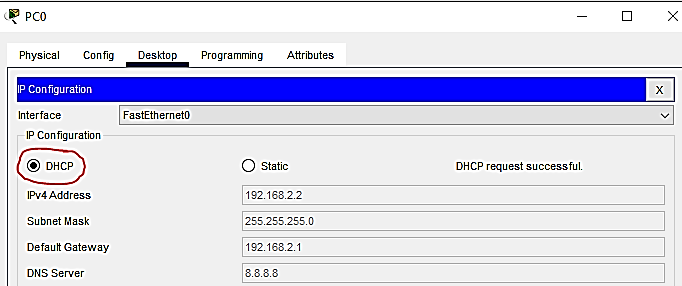 PC0
Physical Config Desktop Programming Attributes
IP Configuration X
Interface FastEthernet0
IP Configuration
DHCP Static DHCP request successful.
IPv4 Address 192.168.2.2
Subnet Mask 255.255.255.0
Default Gateway 192.168.2.1
DNS Server 8.8.8.8